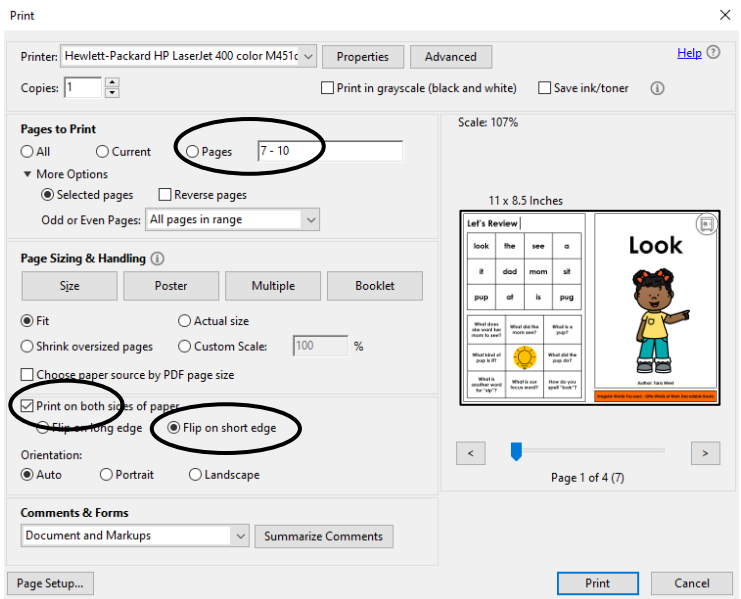 Print
Printer: Hewlett-Packard HP LaserJet 400 color M451c Properties Advanced Help
Copies: 1 Print in grayscale (black and white) Save ink/toner
Pages to Print
All Current Pages 7 - 10
More Options
Selected pages Reverse pages
Odd or Even Pages: All pages in range
Page Sizing & Handling
Size Poster Multiple Booklet
Fit Actual size
Shrink oversized pages Custom Scale: 100 %
Choose paper source by PDF page size
Print on both sides of paper
Flip on long edge Flip on short edge
Orientation:
Auto Portrait Landscape
Comments & Forms
Document and Markups Summarize Comments
Scale: 107%
11 x 8.5 Inches
Let's Review
look the see a
it dad mom sit
pup at is pug
What does she want her mom to see?
What did the mom see?
What is a pup?
What kind of pup is it?
What did the pup do?
What is another word for "sip"?
What is our focus word?
How do you spell "look"?
Look
Author: Tara West
Page 1 of 4 (7)
Page Setup... Print Cancel